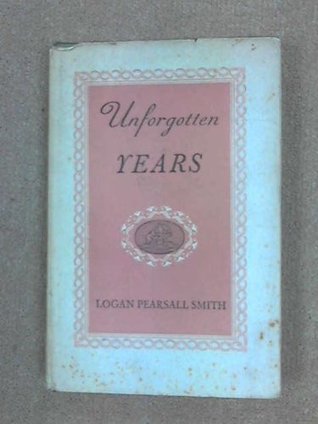 Unforgotten
YEARS
LOGAN PEARSALL SMITH